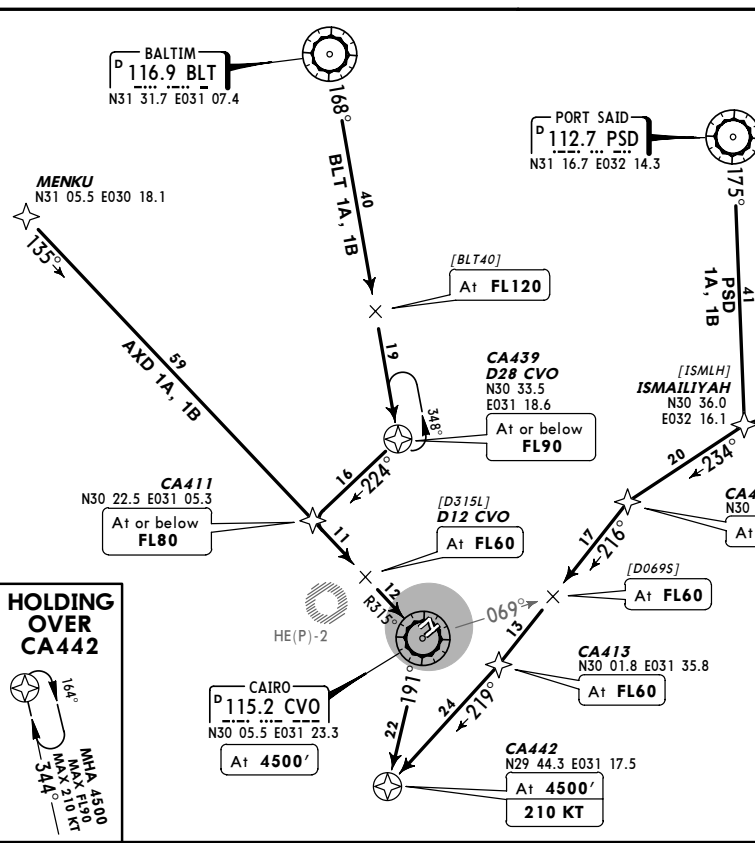 BALTIM
D 116.9 BLT
N31 31.7 E031 07.4
168°
40
BLT 1A, 1B
PORT SAID
D 112.7 PSD
N31 16.7 E032 14.3
175°
41
PSD
1A, 1B
MENKU
N31 05.5 E030 18.1
135°
59
AXD 1A, 1B
[BLT40]
At FL120
19
CA439
D28 CVO
N30 33.5
E031 18.6
At or below
FL90
348°
[ISMLH]
ISMAILIYAH
N30 36.0
E032 16.1
20
234°
16
224°
CA411
N30 22.5 E031 05.3
At or below
FL80
11
[D315L]
D12 CVO
At FL60
CA4
N30
At
17
216°
[D069S]
At FL60
12
R315°
HE(P)-2
069°
13
CAIRO
D 115.2 CVO
N30 05.5 E031 23.3
At 4500'
191°
22
24
219°
CA413
N30 01.8 E031 35.8
At FL60
CA442
N29 44.3 E031 17.5
At 4500'
210 KT
HOLDING
OVER
CA442
164°
344°
MHA 4500
MAX FL90
MAX 210 KT